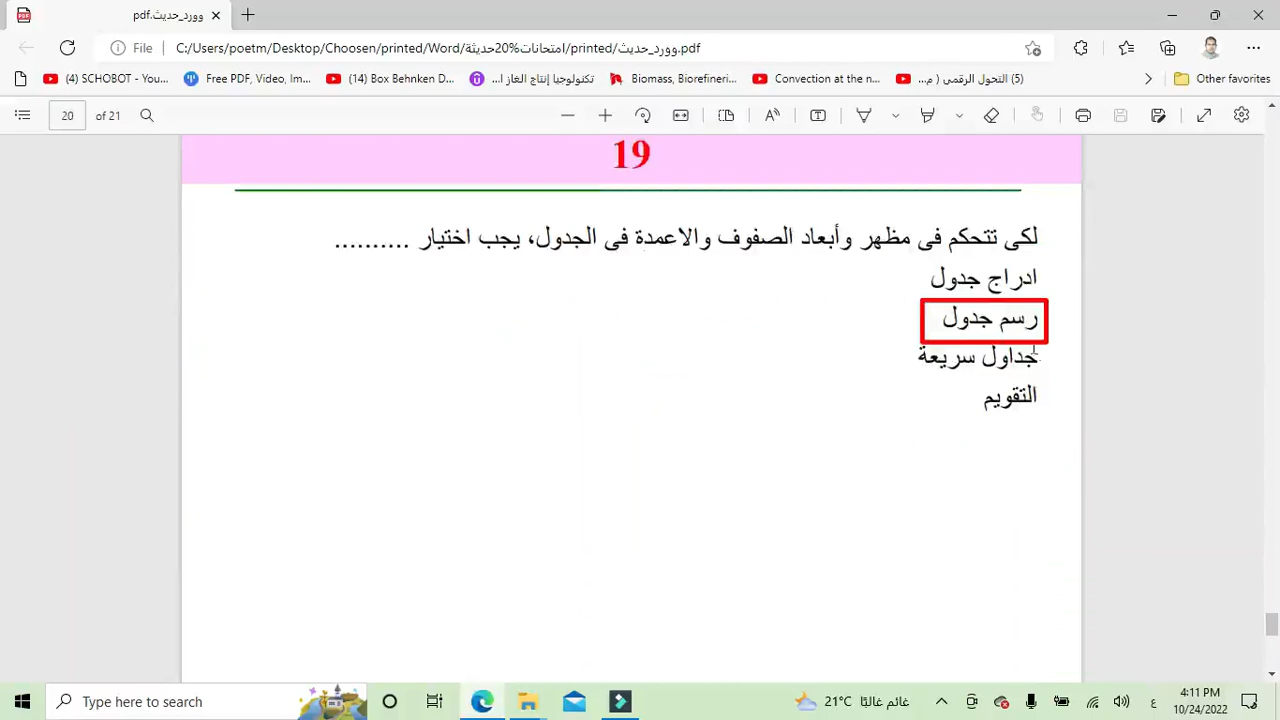 وورد_حديث.pdf
File
C:/Users/poetm/Desktop/Choosen/printed/Word/امتحانات%20حديثة/printed/وورد_حديث.pdf
(4) SCHOBOT - You...
Free PDF, Video, Im...
(14) Box Behnken D...
تكنولوجيا إنتاج الغاز ا...
Biomass, Biorefineri...
Convection at the n...
(5) التحول الرقمي ( م...
Other favorites
20 of 21
19
لكى تتحكم فى مظهر وأبعاد الصفوف والاعمدة فى الجدول، يجب اختيار ..........
ادراج جدول
رسم جدول
جداول سريعة
التقويم
Type here to search
21°C غائم غالبًا
ع
4:11 PM
10/24/2022